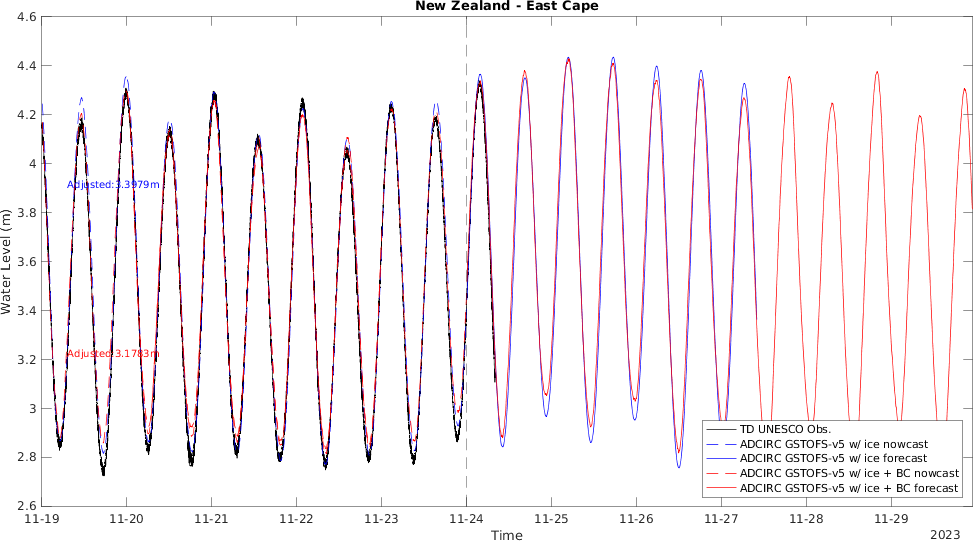 New Zealand - East Cape
Water Level (m)
4.6
4.4
4.2
4
3.8
3.6
3.4
3.2
3
2.8
2.6
Adjusted:3.3979m
Adjusted:3.1783m
TD UNESCO Obs.
ADCIRC GSTOFS-v5 w/ ice nowcast
ADCIRC GSTOFS-v5 w/ ice forecast
ADCIRC GSTOFS-v5 w/ ice + BC nowcast
ADCIRC GSTOFS-v5 w/ ice + BC forecast
11-19 11-20 11-21 11-22 11-23 11-24 11-25 11-26 11-27 11-28 11-29
Time
2023